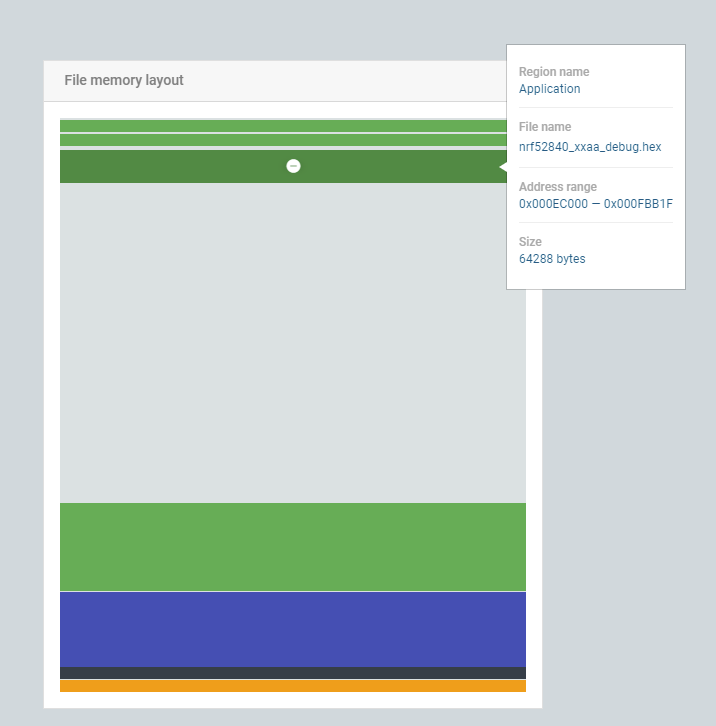 File memory layout
Region name
Application
File name
nrf52840_xxaa_debug.hex
Address range
0x000EC000 — 0x000FBB1F
Size
64288 bytes